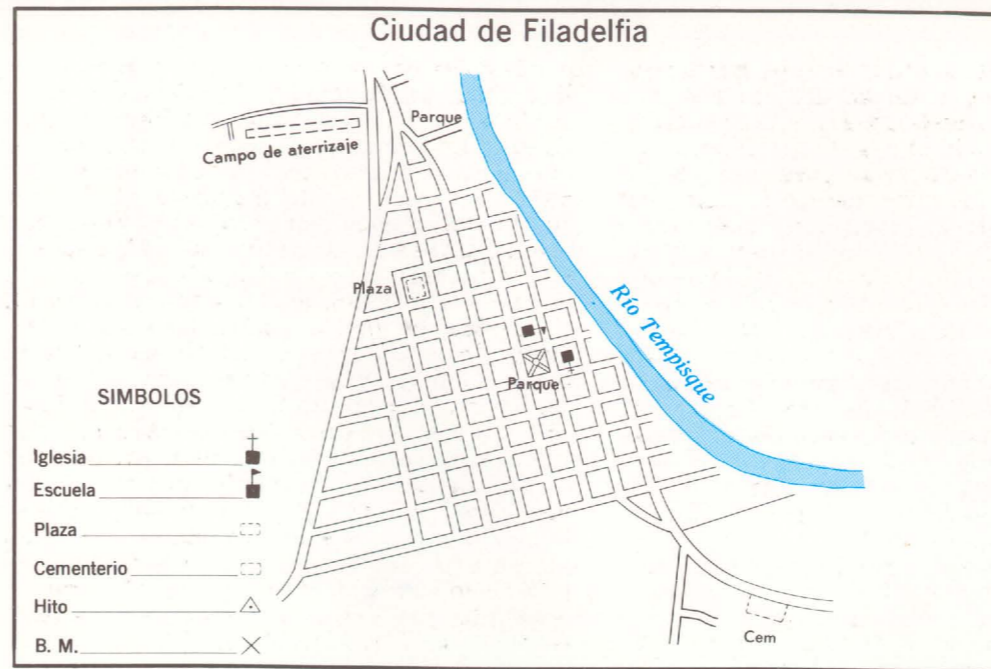 Ciudad de Filadelfia
Parque
Campo de aterrizaje
Plaza
Río Tempisque
Parque
SIMBOLOS
Iglesia
Escuela
Plaza
Cementerio
Hito
B. M.
Cem